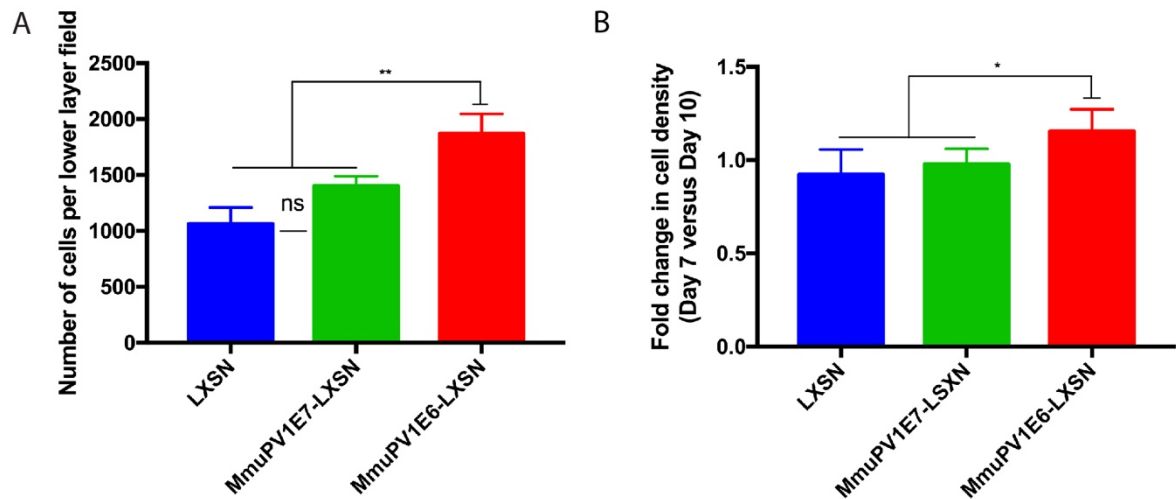 A
Number of cells per lower layer field
2500
2000
1500
1000
500
0
**
ns
LXSN
MmuPV1E7-LXSN
MmuPV1E6-LXSN
B
Fold change in cell density
(Day 7 versus Day 10)
1.5
1.0
0.5
0.0
*
LXSN
MmuPV1E7-LSXN
MmuPV1E6-LXSN